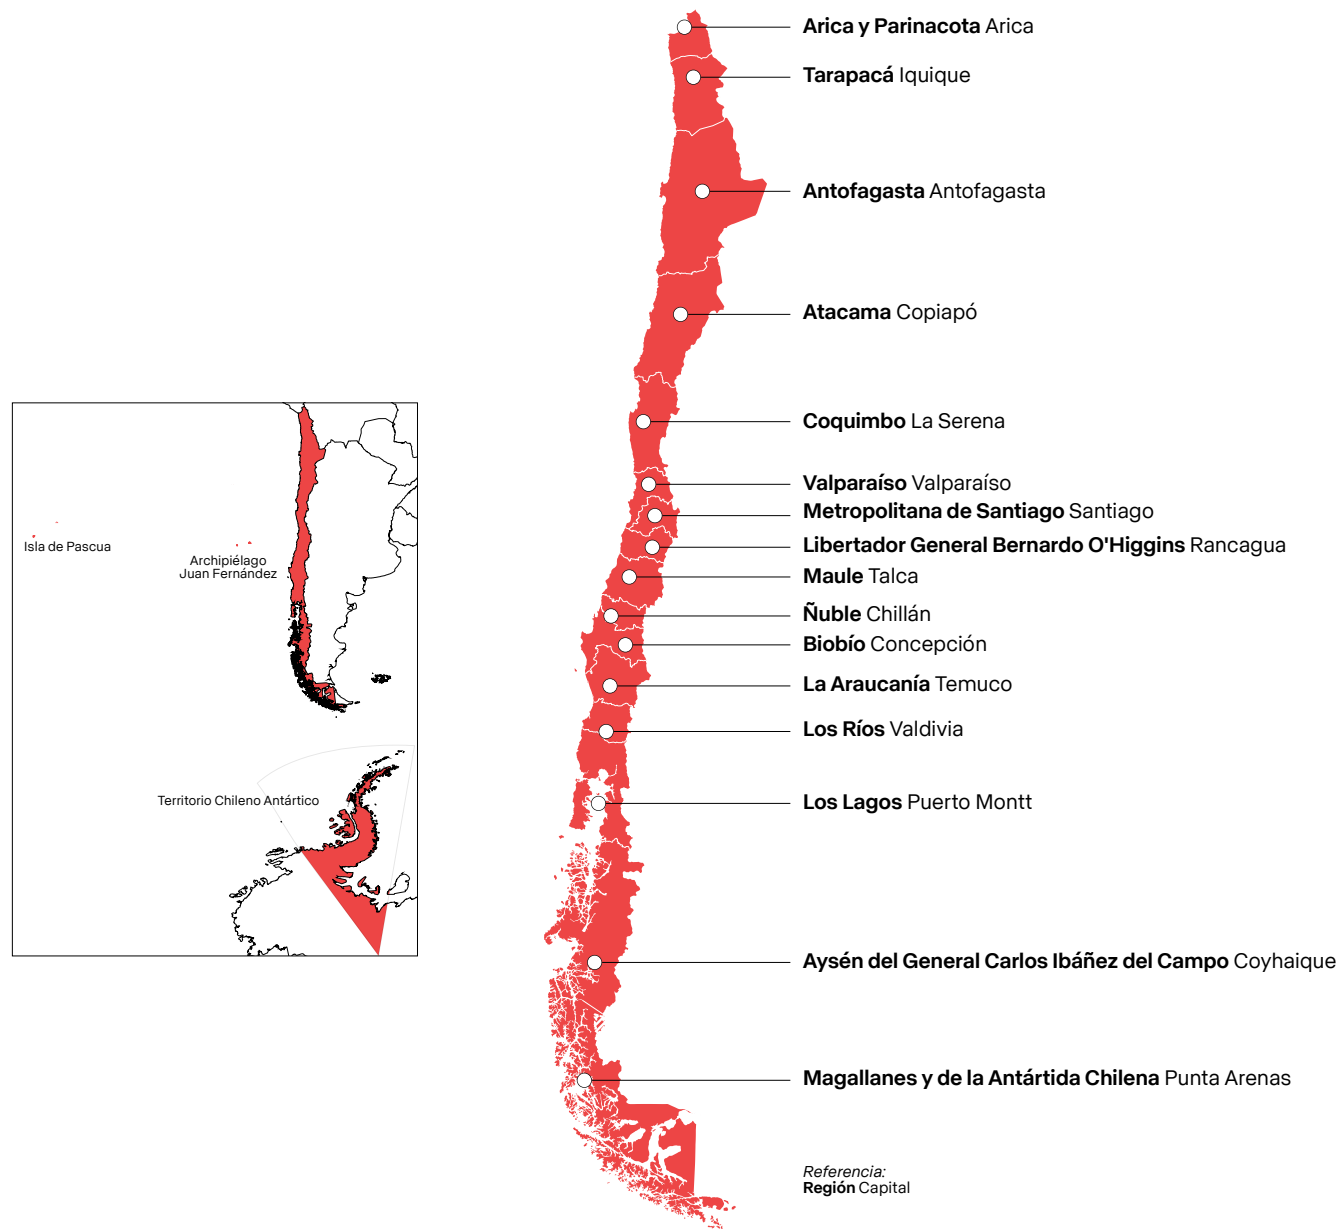 Arica y Parinacota Arica
Tarapacá Iquique
Antofagasta Antofagasta
Atacama Copiapó
Coquimbo La Serena
Valparaíso Valparaíso
Metropolitana de Santiago Santiago
Libertador General Bernardo O'Higgins Rancagua
Maule Talca
Ñuble Chillán
Biobío Concepción
La Araucanía Temuco
Los Ríos Valdivia
Los Lagos Puerto Montt
Aysén del General Carlos Ibáñez del Campo Coyhaique
Magallanes y de la Antártida Chilena Punta Arenas
Referencia:
Región Capital
Isla de Pascua
Archipiélago
Juan Fernández
Territorio Chileno Antártico